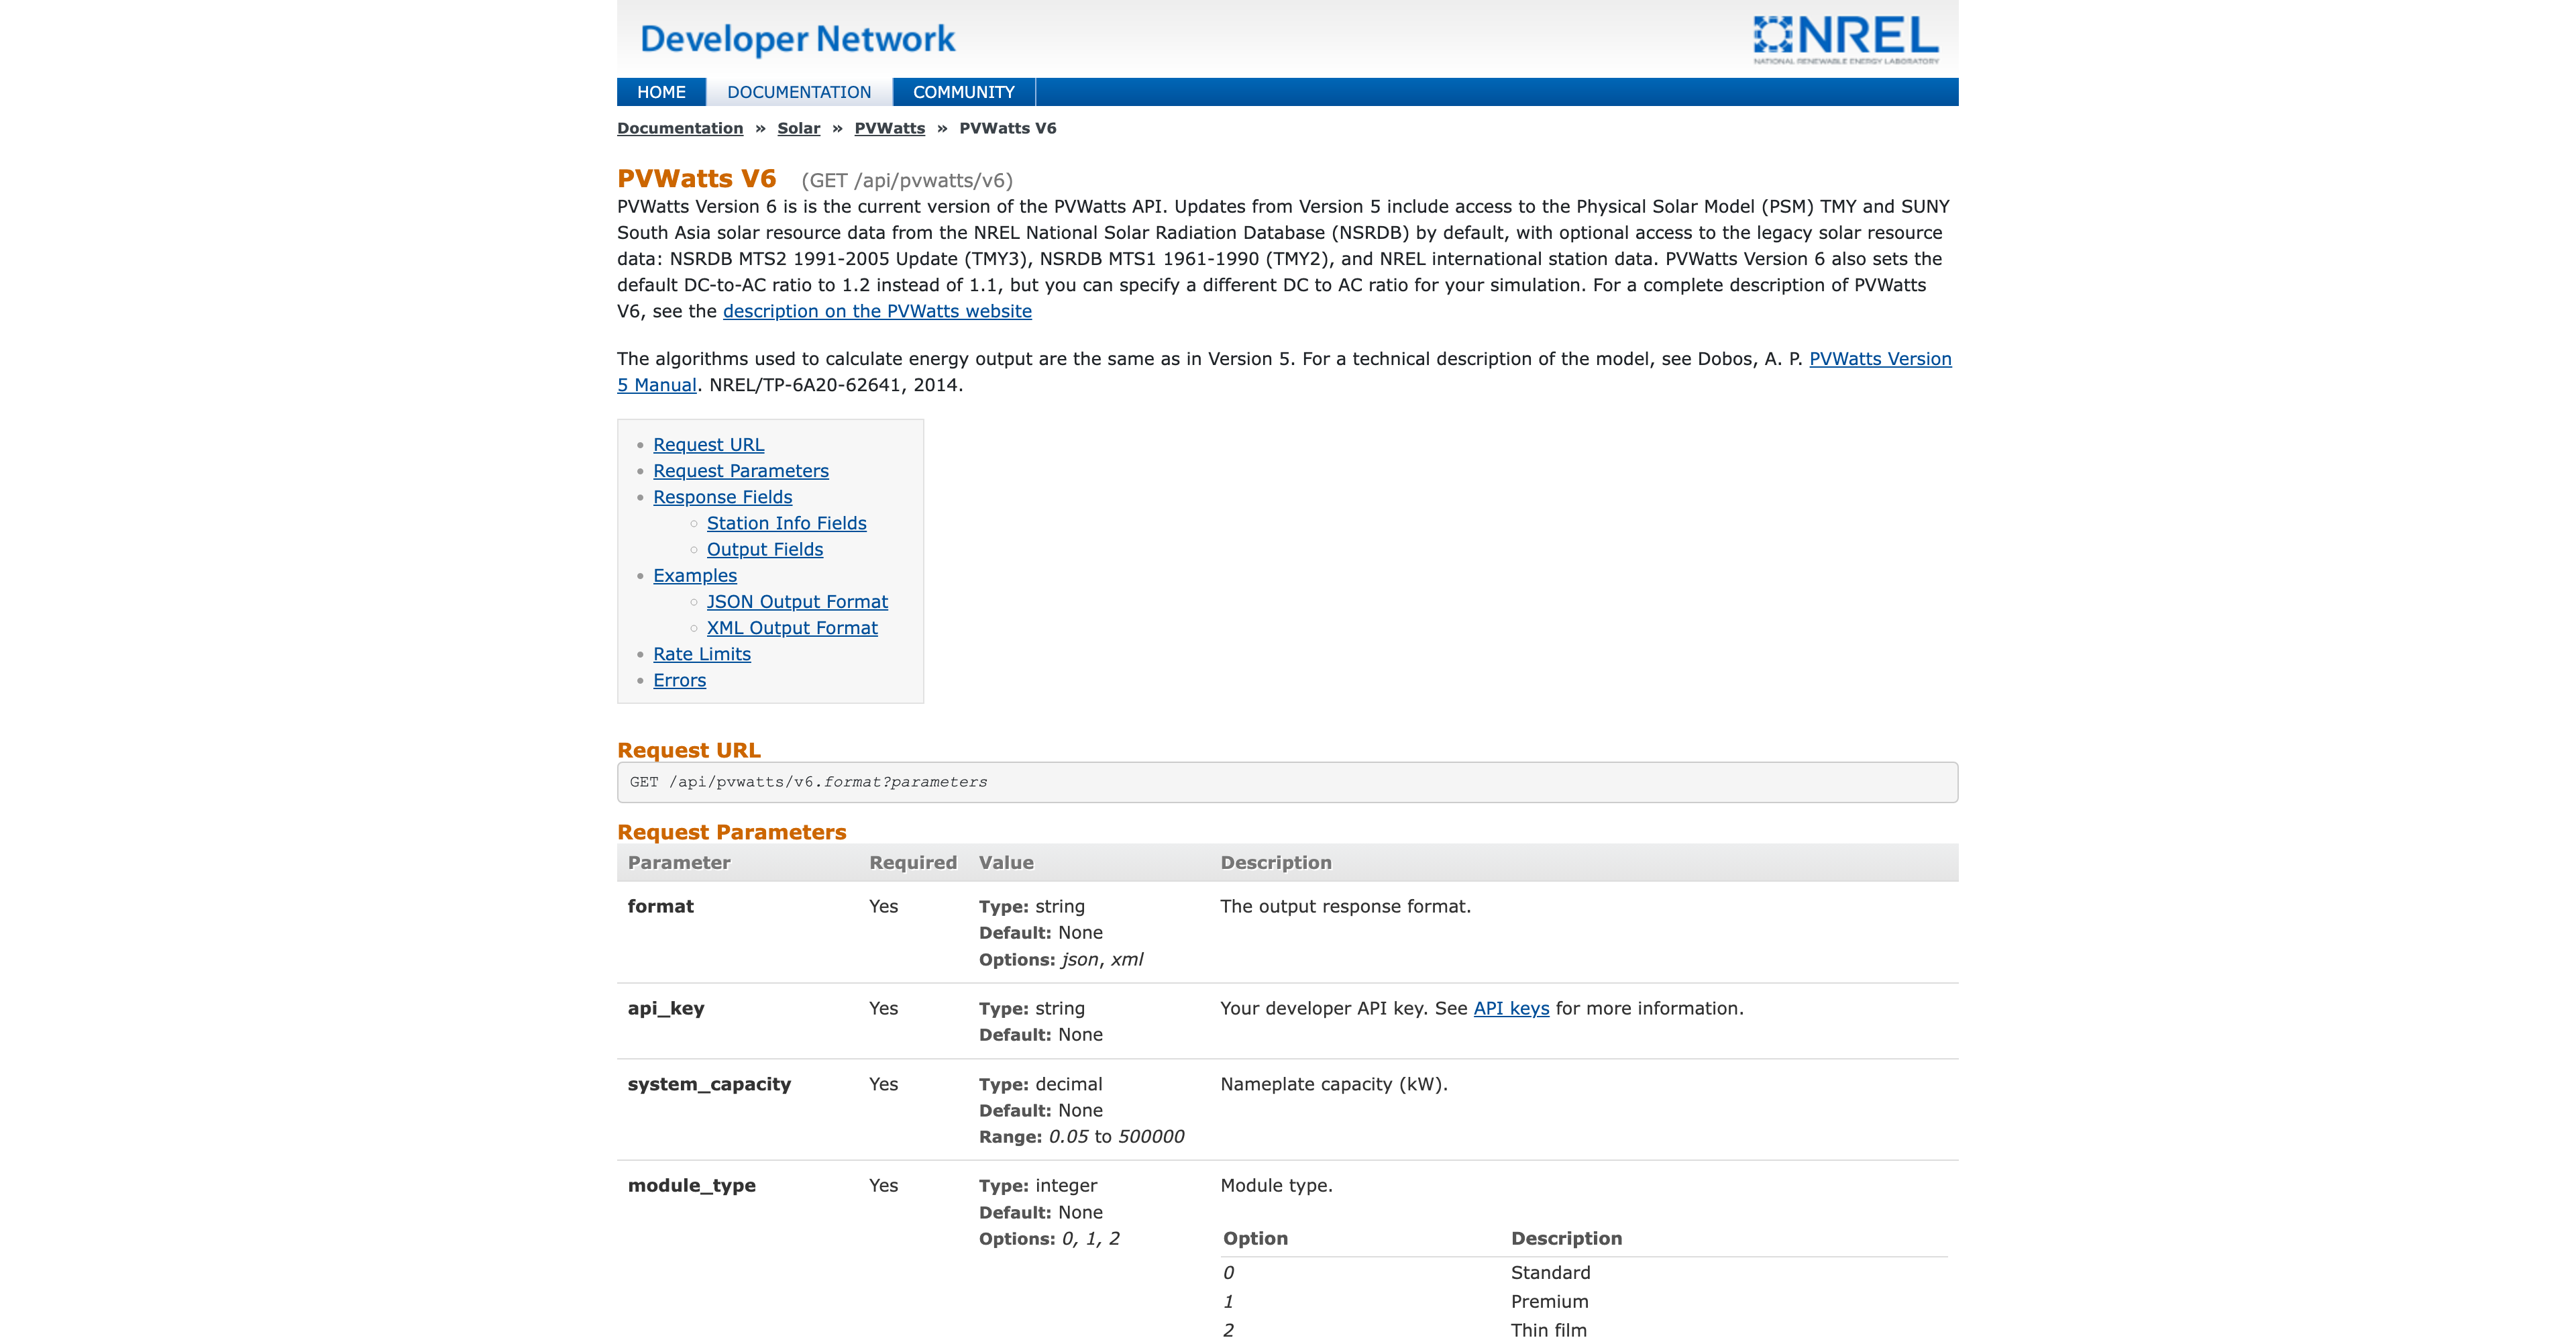 Developer Network
NREL
NATIONAL RENEWABLE ENERGY LABORATORY
HOME DOCUMENTATION COMMUNITY
Documentation » Solar » PVWatts » PVWatts V6
PVWatts V6 (GET /api/pvwatts/v6)
PVWatts Version 6 is is the current version of the PVWatts API. Updates from Version 5 include access to the Physical Solar Model (PSM) TMY and SUNY
South Asia solar resource data from the NREL National Solar Radiation Database (NSRDB) by default, with optional access to the legacy solar resource
data: NSRDB MTS2 1991-2005 Update (TMY3), NSRDB MTS1 1961-1990 (TMY2), and NREL international station data. PVWatts Version 6 also sets the
default DC-to-AC ratio to 1.2 instead of 1.1, but you can specify a different DC to AC ratio for your simulation. For a complete description of PVWatts
V6, see the description on the PVWatts website
The algorithms used to calculate energy output are the same as in Version 5. For a technical description of the model, see Dobos, A. P. PVWatts Version
5 Manual. NREL/TP-6A20-62641, 2014.
• Request URL
• Request Parameters
• Response Fields
○ Station Info Fields
○ Output Fields
• Examples
○ JSON Output Format
○ XML Output Format
• Rate Limits
• Errors
Request URL
GET /api/pvwatts/v6.format?parameters
Request Parameters
Parameter Required Value Description
format Yes Type: string The output response format.
Default: None
Options: json, xml
api_key Yes Type: string Your developer API key. See API keys for more information.
Default: None
system_capacity Yes Type: decimal Nameplate capacity (kW).
Default: None
Range: 0.05 to 500000
module_type Yes Type: integer Module type.
Default: None
Options: 0, 1, 2 Option Description
0 Standard
1 Premium
2 Thin film